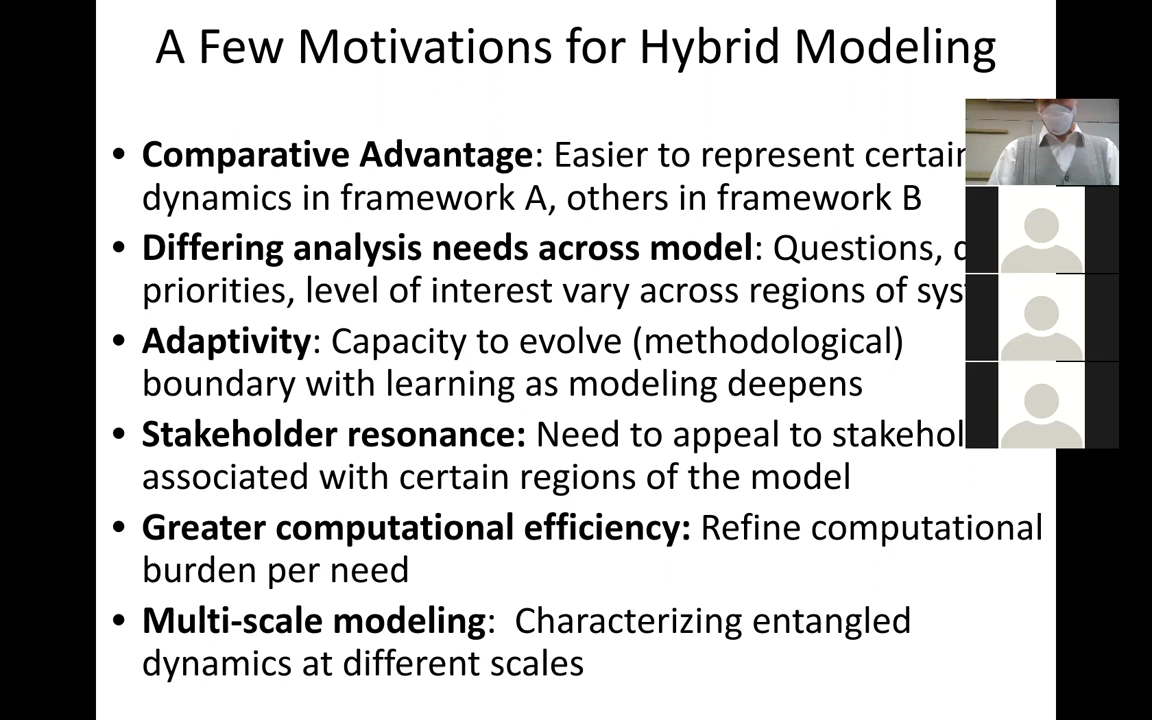 A Few Motivations for Hybrid Modeling
• Comparative Advantage: Easier to represent certain
dynamics in framework A, others in framework B
• Differing analysis needs across model: Questions,
priorities, level of interest vary across regions of
• Adaptivity: Capacity to evolve (methodological)
boundary with learning as modeling deepens
• Stakeholder resonance: Need to appeal to
associated with certain regions of the model
• Greater computational efficiency: Refine computational
burden per need
• Multi-scale modeling: Characterizing entangled
dynamics at different scales